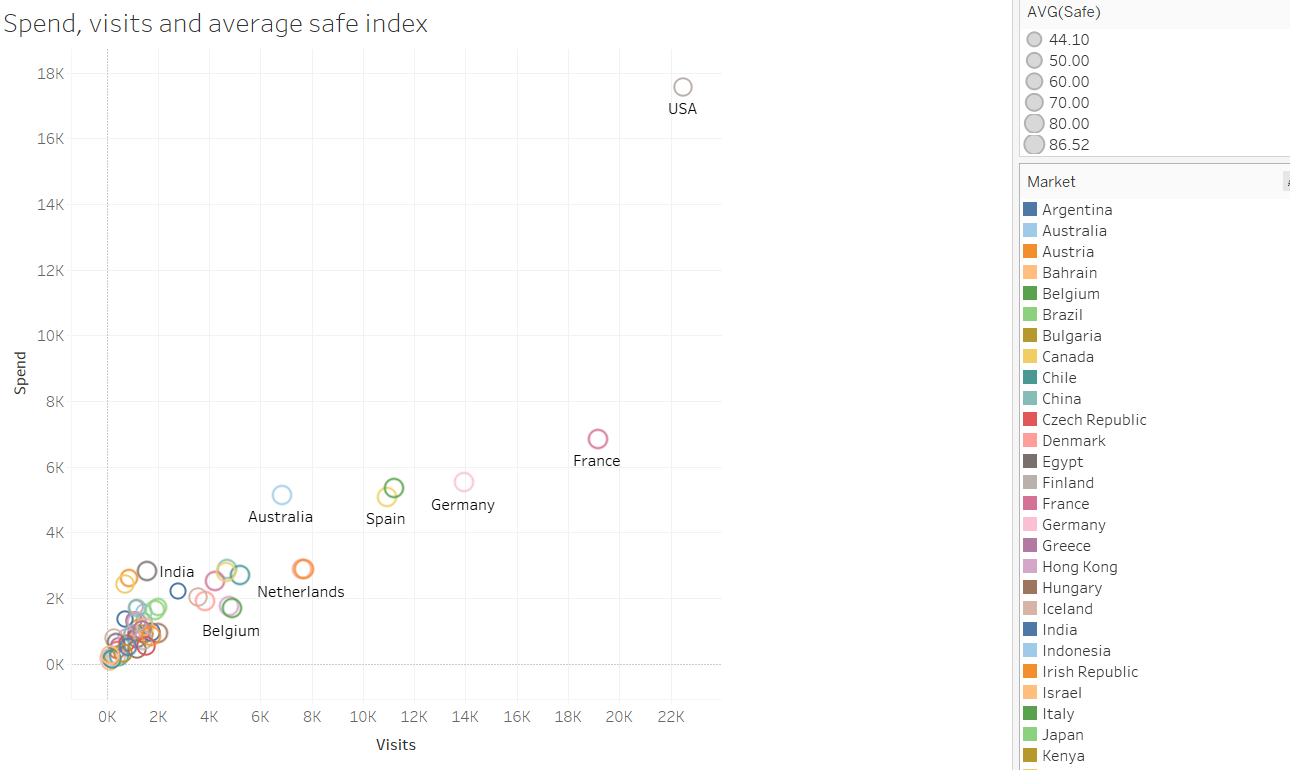 Spend, visits and average safe index
18K
16K
14K
12K
10K
8K
6K
4K
2K
0K
Spend
USA
France
Germany
Australia
Spain
India
Netherlands
Belgium
0K 2K 4K 6K 8K 10K 12K 14K 16K 18K 20K 22K
Visits
AVG(Safe)
44.10
50.00
60.00
70.00
80.00
86.52
Market
Argentina
Australia
Austria
Bahrain
Belgium
Brazil
Bulgaria
Canada
Chile
China
Czech Republic
Denmark
Egypt
Finland
France
Germany
Greece
Hong Kong
Hungary
Iceland
India
Indonesia
Irish Republic
Israel
Italy
Japan
Kenya